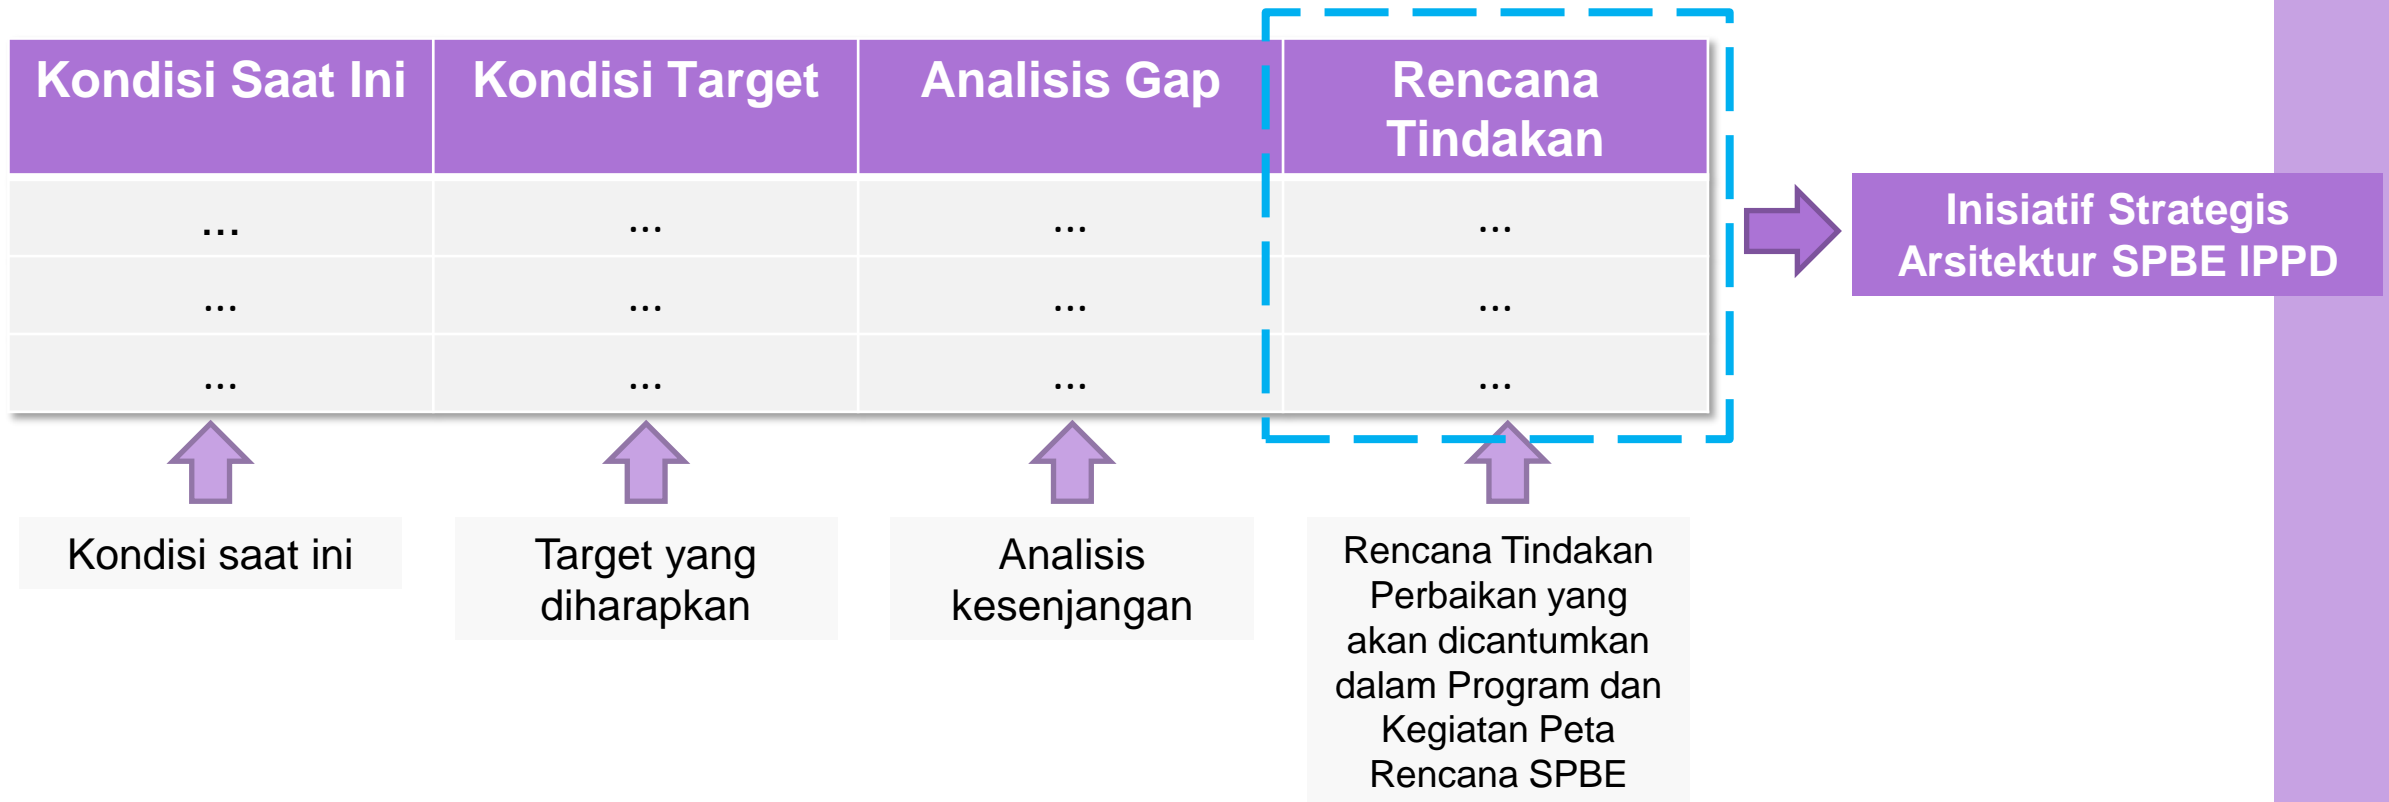 Kondisi Saat Ini
Kondisi Target
Analisis Gap
Rencana
Tindakan
...
...
...
...
...
...
...
...
...
...
...
...
Inisiatif Strategis
Arsitektur SPBE IPPD
Kondisi saat ini
Target yang
diharapkan
Analisis
kesenjangan
Rencana Tindakan
Perbaikan yang
akan dicantumkan
dalam Program dan
Kegiatan Peta
Rencana SPBE